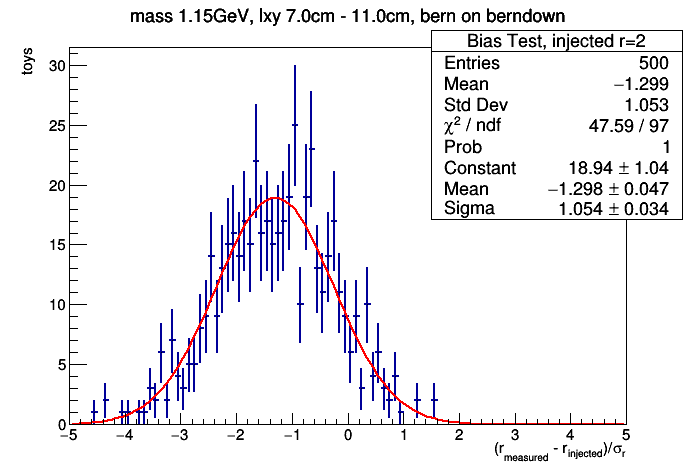 mass 1.15GeV, lxy 7.0cm - 11.0cm, bern on berndown
toys
Bias Test, injected r=2
Entries 500
Mean −1.299
Std Dev 1.053
χ² / ndf 47.59 / 97
Prob 1
Constant 18.94 ± 1.04
Mean −1.298 ± 0.047
Sigma 1.054 ± 0.034
30
25
20
15
10
5
0
−5 −4 −3 −2 −1 0 1 2 3 4 5
(r_measured - r_injected)/σ_r